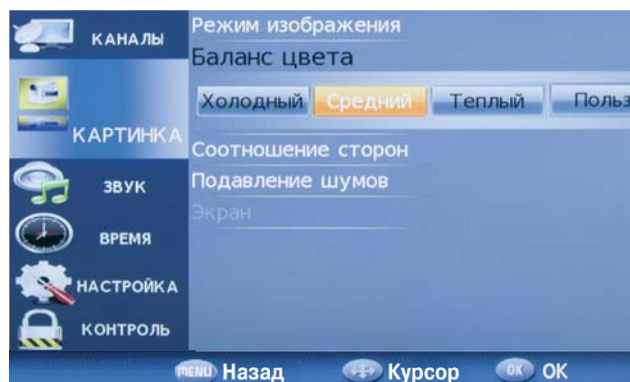 КАНАЛЫ
КАРТИНКА
ЗВУК
ВРЕМЯ
НАСТРОЙКА
КОНТРОЛЬ
Режим изображения
Баланс цвета
Холодный Средний Теплый Польз
Соотношение сторон
Подавление шумов
Экран
MENU Назад Курсор OK OK